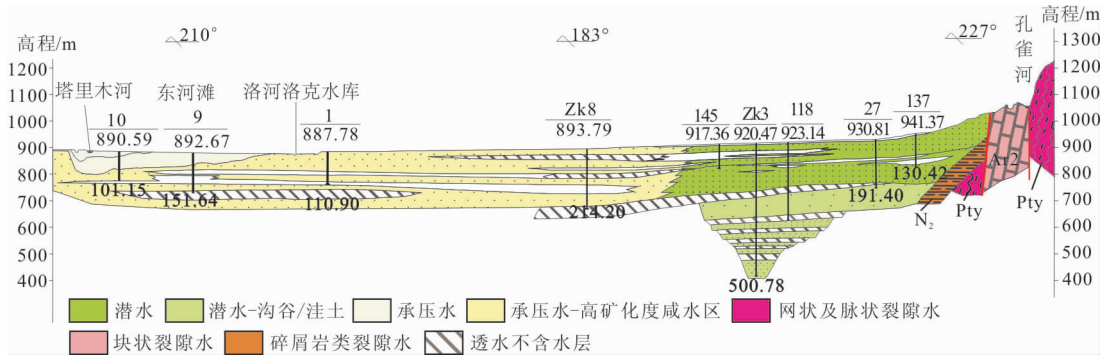 210°
183°
227°
高程/m
高程/m
孔雀河
1200
1100
1000
900
800
700
600
500
400
1300
1200
1100
1000
900
800
700
600
500
400
塔里木河
东河滩
洛河洛克水库
10
890.59
9
892.67
1
887.78
Zk8
893.79
145
917.36
Zk3
920.47
118
923.14
27
930.81
137
941.37
101.15
151.64
110.90
214.20
500.78
191.40
130.42
N₂
Pty
Ar2
Pty
潜水
潜水-沟谷/洼土
承压水
承压水-高矿化度咸水区
网状及脉状裂隙水
块状裂隙水
碎屑岩类裂隙水
透水不含水层